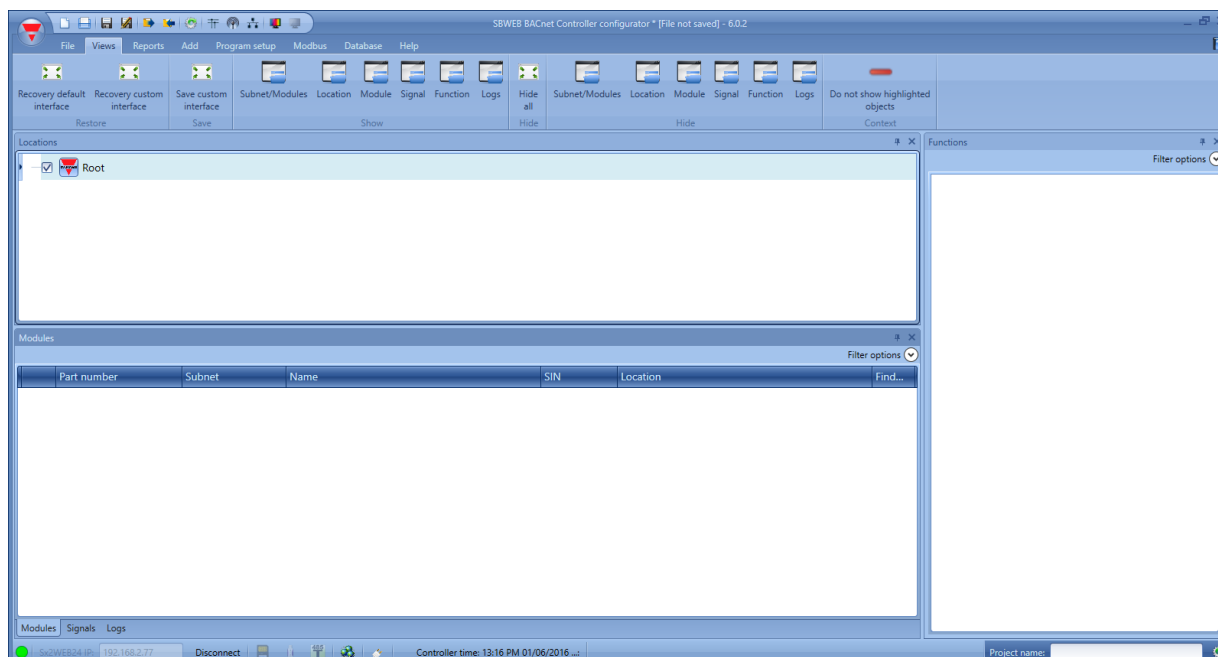 SBWEB BACnet Controller configurator * [File not saved] - 6.0.2
File Views Reports Add Program setup Modbus Database Help
Recovery default interface Recovery custom interface Save custom interface Subnet/Modules Location Module Signal Function Logs Hide all Subnet/Modules Location Module Signal Function Logs Do not show highlighted objects
Restore Save Show Hide Hide Context
Locations
Functions
Filter options
Root
Modules
Filter options
Part number Subnet Name SIN Location Find...
Modules Signals Logs
Sx2WEB24 IP: 192.168.2.77 Disconnect Controller time: 13:16 PM 01/06/2016 ...: Project name: